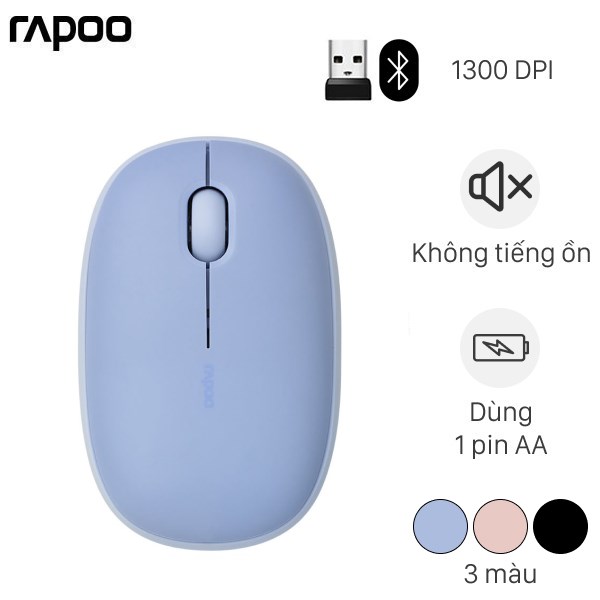 rapoo
1300 DPI
Không tiếng ồn
rapoo
Dùng
1 pin AA
3 màu